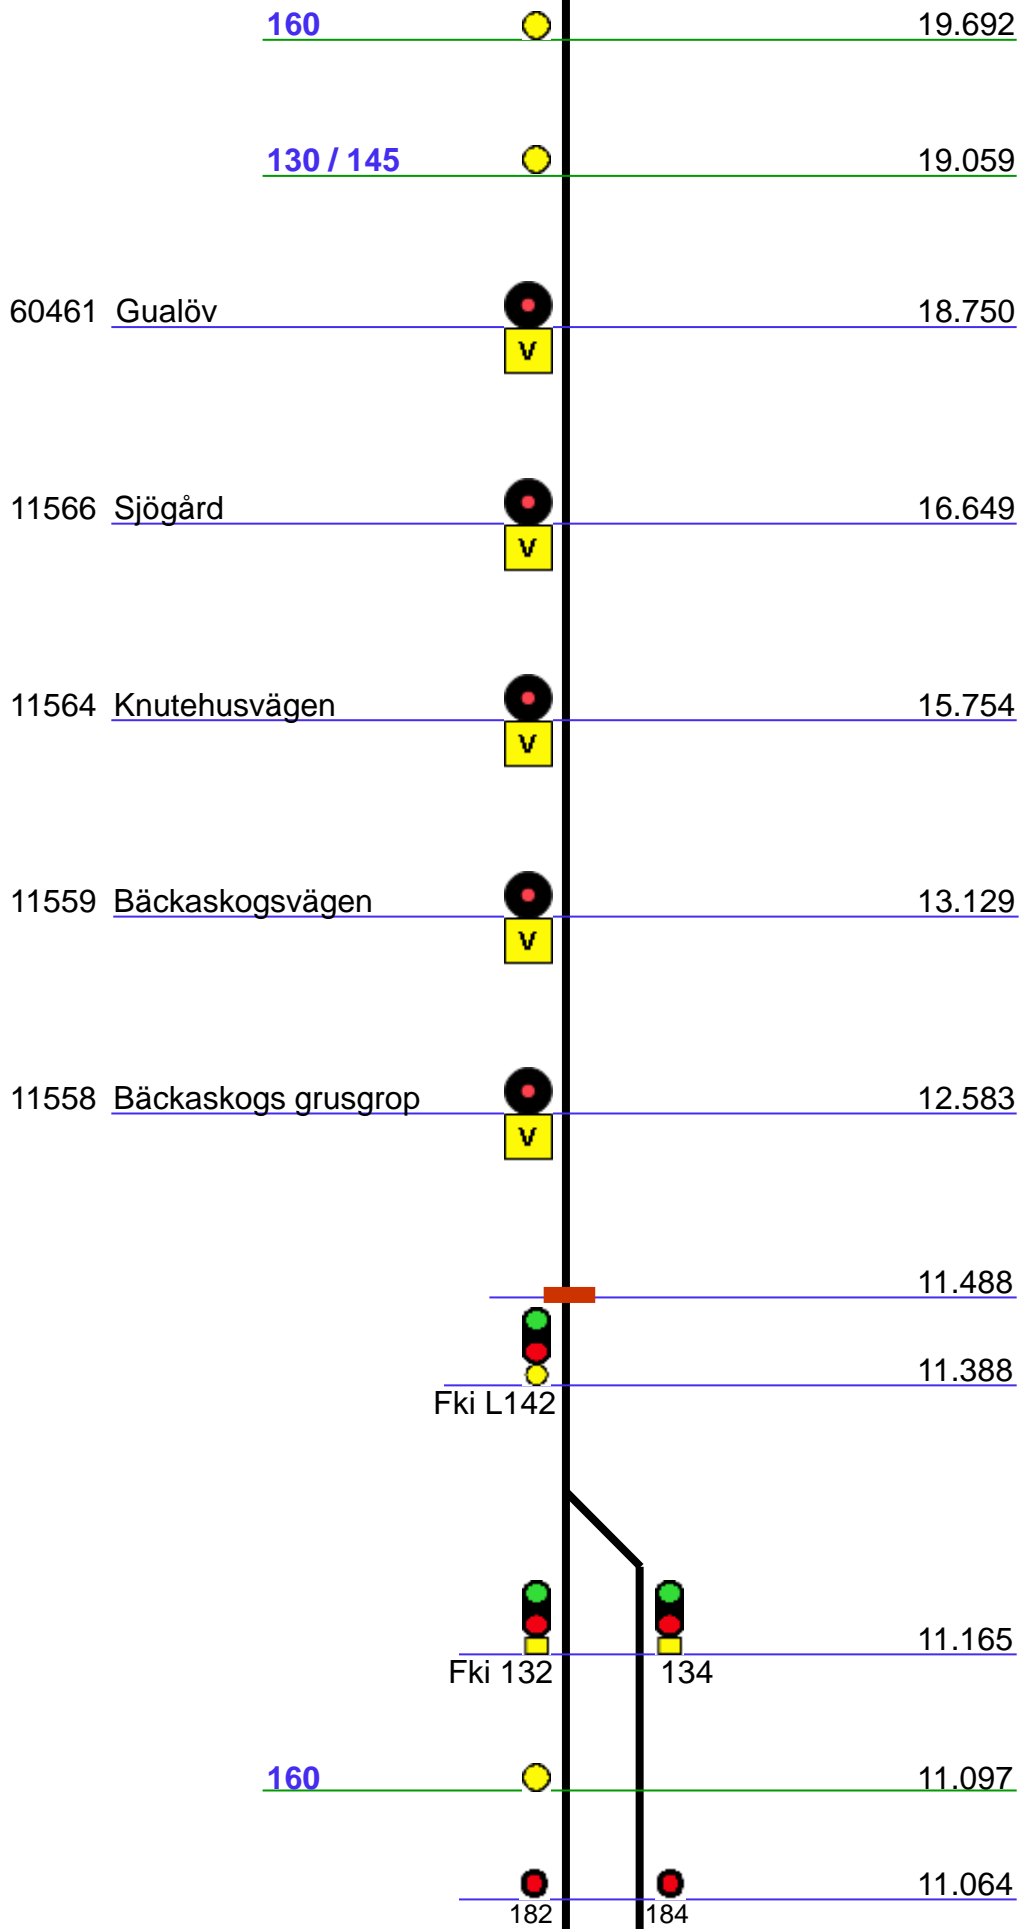 160 19.692
130 / 145 19.059
60461 Gualöv 18.750
V
11566 Sjögård 16.649
V
11564 Knutehusvägen 15.754
V
11559 Bäckaskogsvägen 13.129
V
11558 Bäckaskogs grusgrop 12.583
V
11.488
11.388
Fki L142
11.165
Fki 132 134
160 11.097
11.064
182 184